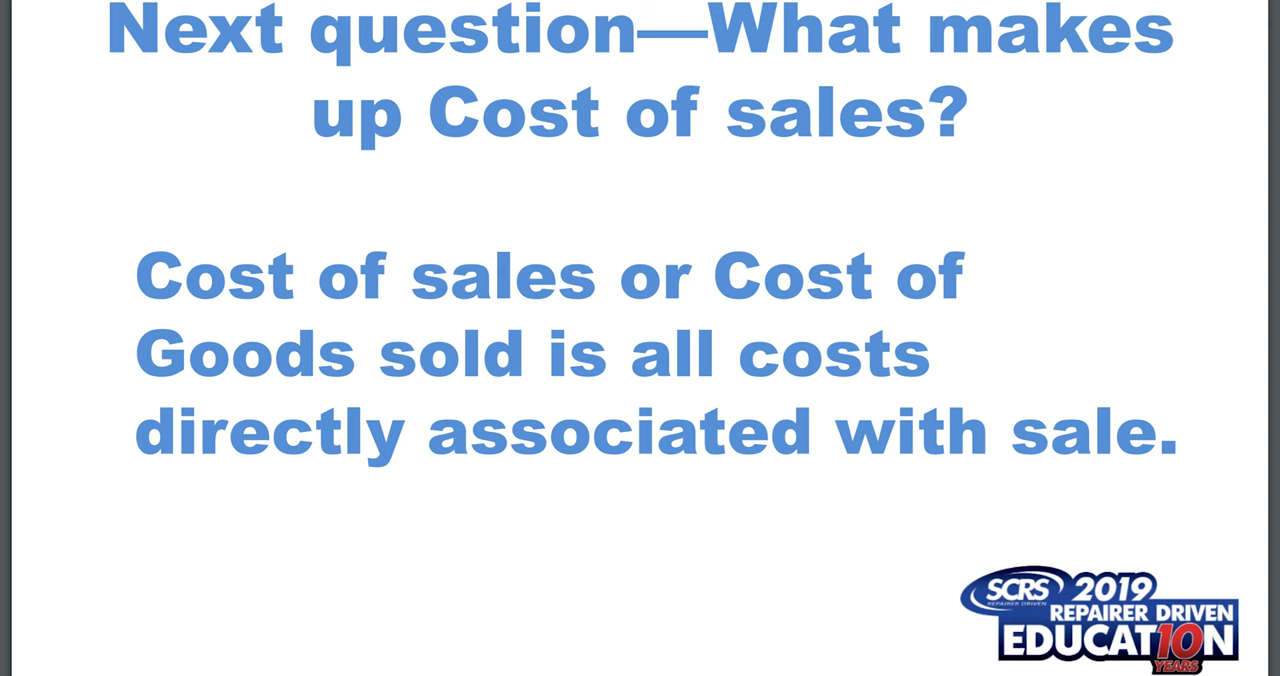 Next question—What makes
up Cost of sales?
Cost of sales or Cost of
Goods sold is all costs
directly associated with sale.
SCRS 2019
REPAIRER DRIVEN
REPAIRER DRIVEN
EDUCAT10N
YEARS